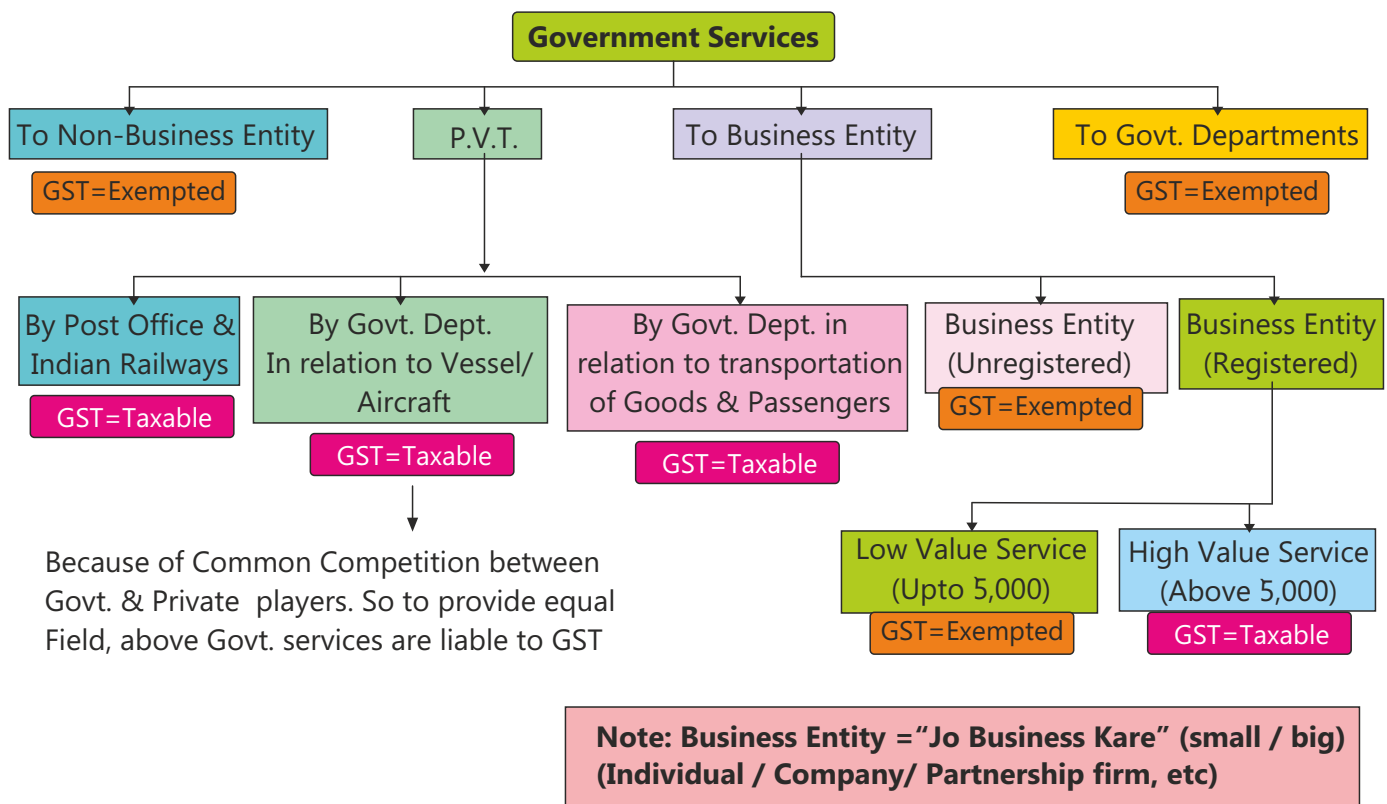 Government Services
To Non-Business Entity
GST=Exempted
P.V.T.
To Business Entity
To Govt. Departments
GST=Exempted
By Post Office &
Indian Railways
GST=Taxable
By Govt. Dept.
In relation to Vessel/
Aircraft
GST=Taxable
By Govt. Dept. in
relation to transportation
of Goods & Passengers
GST=Taxable
Business Entity
(Unregistered)
GST=Exempted
Business Entity
(Registered)
Because of Common Competition between
Govt. & Private players. So to provide equal
Field, above Govt. services are liable to GST
Low Value Service
(Upto 5,000)
GST=Exempted
High Value Service
(Above 5,000)
GST=Taxable
Note: Business Entity =“Jo Business Kare” (small / big)
(Individual / Company/ Partnership firm, etc)